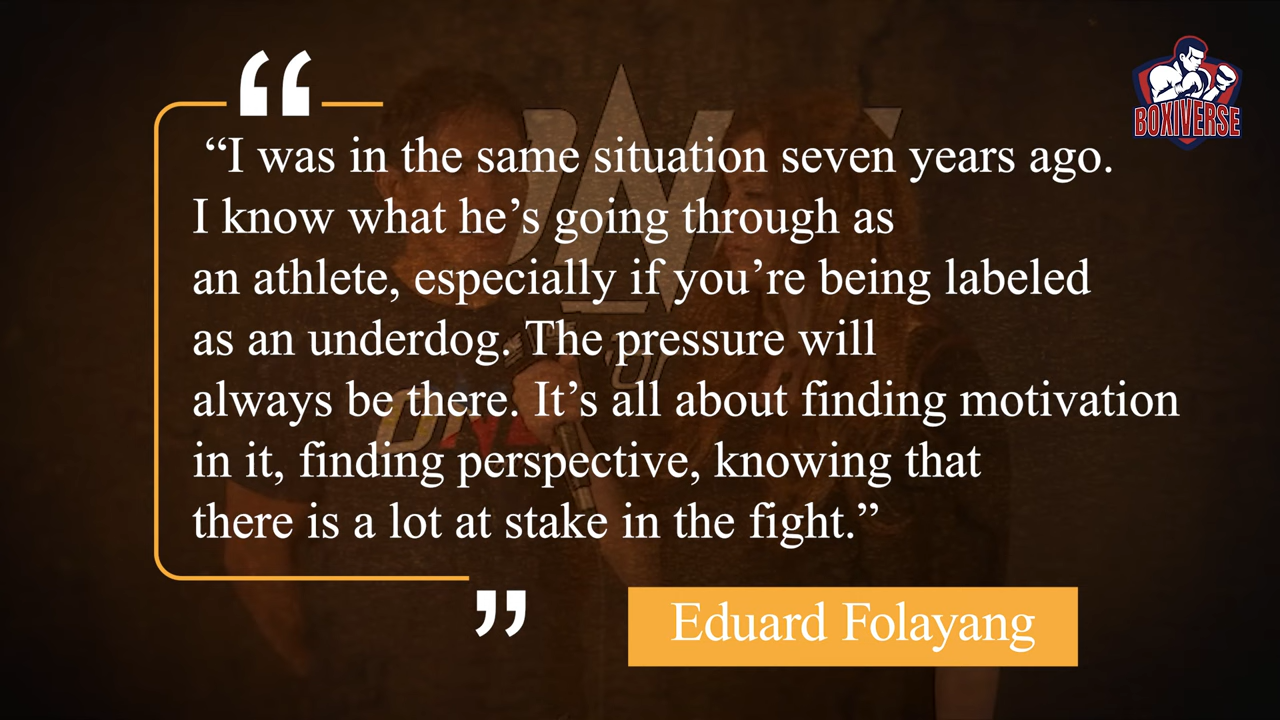 BOXIVERSE
“I was in the same situation seven years ago.
I know what he’s going through as
an athlete, especially if you’re being labeled
as an underdog. The pressure will
always be there. It’s all about finding motivation
in it, finding perspective, knowing that
there is a lot at stake in the fight.”
Eduard Folayang